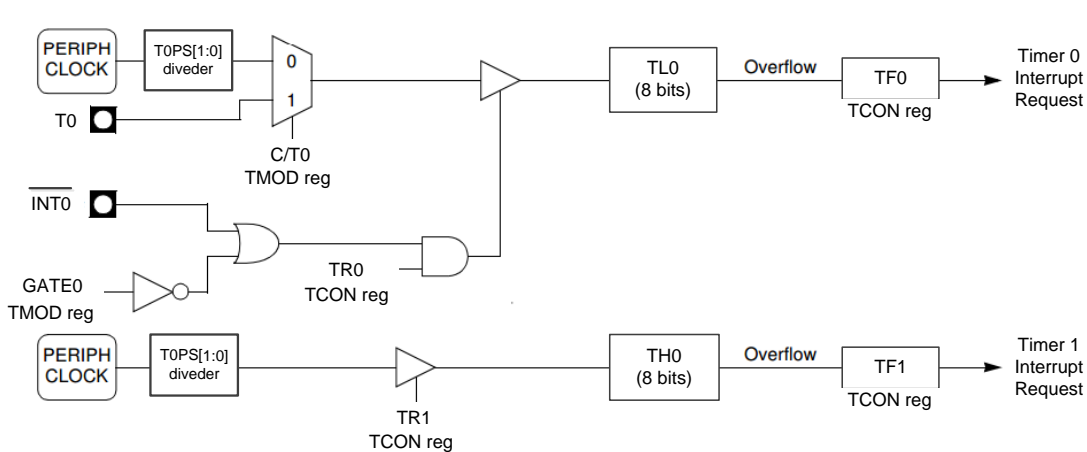 PERIPH
CLOCK
T0PS[1:0]
diveder
0
1
T0
C/T0
TMOD reg
TL0
(8 bits)
Overflow
TF0
TCON reg
Timer 0
Interrupt
Request
INT0
GATE0
TMOD reg
TR0
TCON reg
PERIPH
CLOCK
T0PS[1:0]
diveder
TR1
TCON reg
TH0
(8 bits)
Overflow
TF1
TCON reg
Timer 1
Interrupt
Request